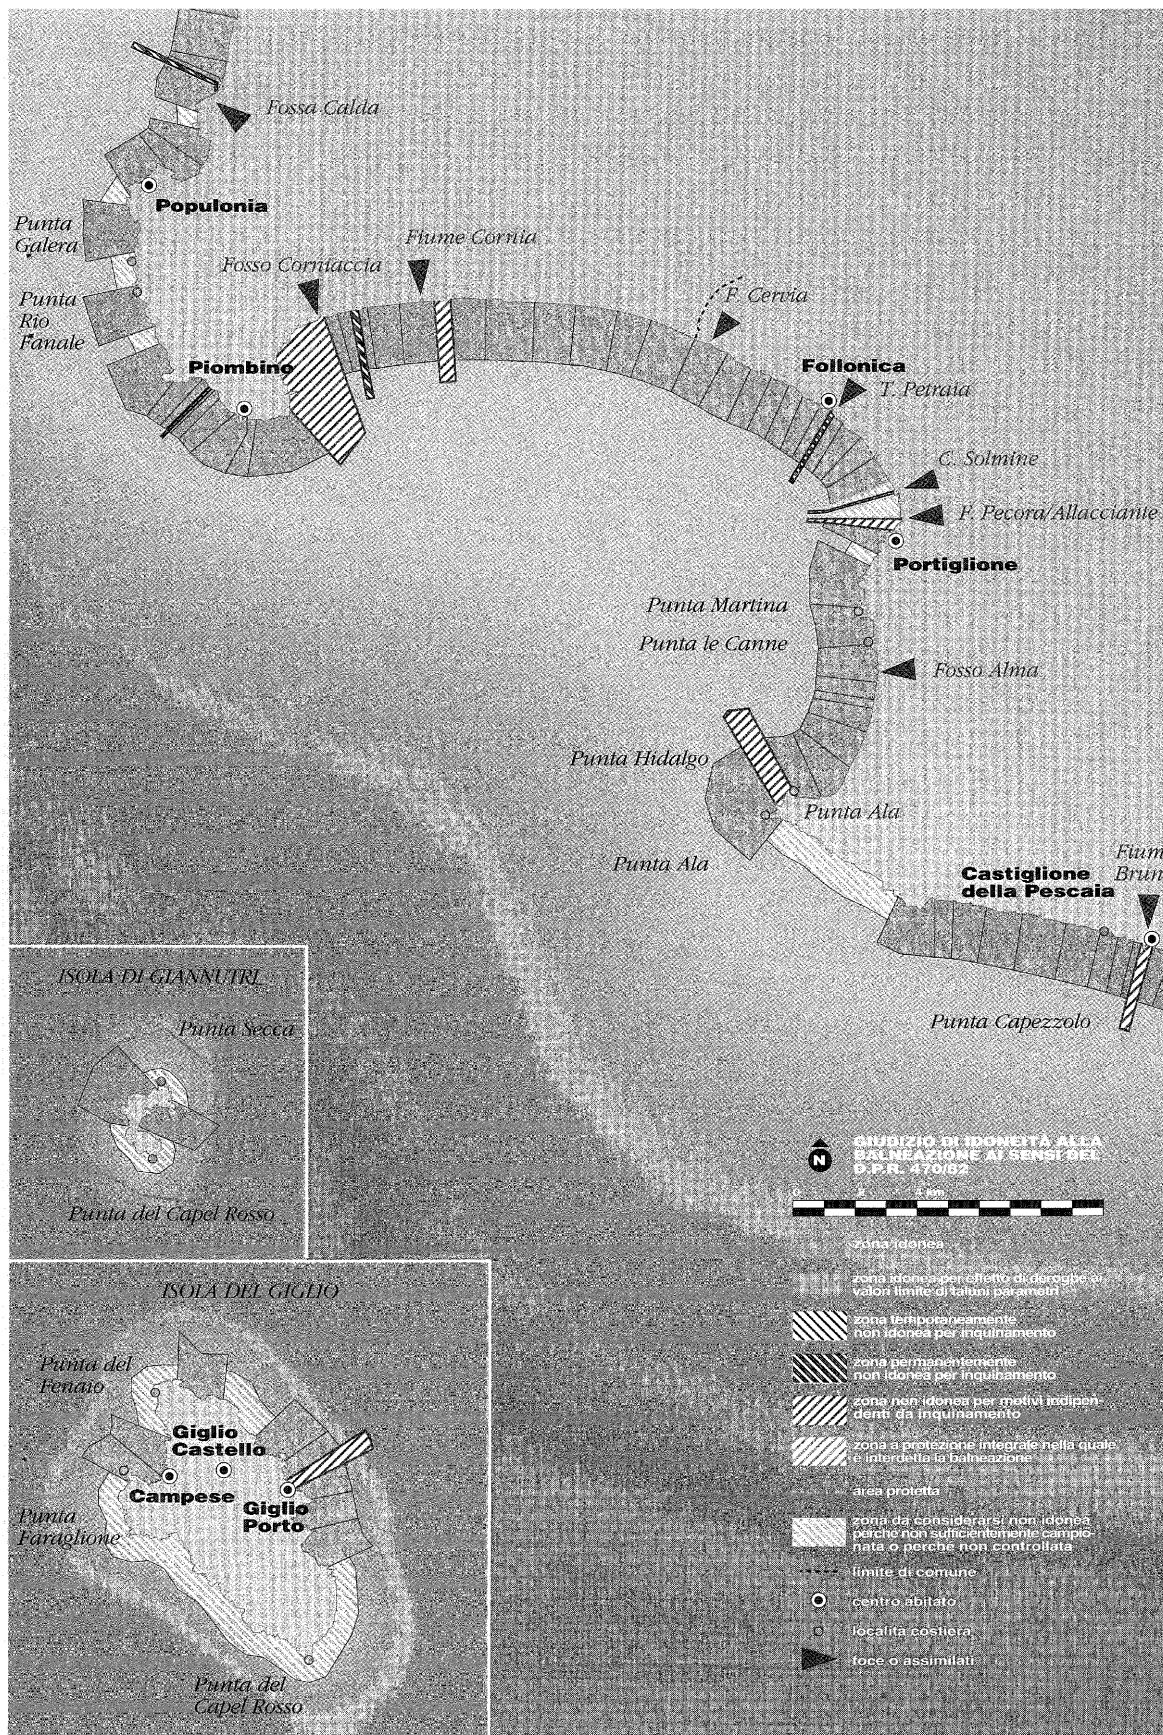 Fossa Calda
Populonia
Punta
Galera
Fiume Cornia
Fosso Corniaccia
Punta
Rio
Fanale
F. Cervia
Piombino
Follonica
T. Petraia
C. Solmine
F. Pecora/Allacciante
Portiglione
Punta Martina
Punta le Canne
Fosso Alma
Punta Hidalgo
Punta Ala
Punta Ala
Fium
Brun
Castiglione
della Pescaia
Punta Capezzolo
ISOLA DI GIANNUTRI
Punta Secca
Punta del Capel Rosso
ISOLA DEL GIGLIO
Punta del
Fenaio
Giglio
Castello
Campese
Giglio
Porto
Punta
Faraglione
Punta del
Capel Rosso
N
GIUDIZIO DI IDONEITÀ ALLA
BALNEAZIONE AI SENSI DEL
D.P.R. 470/82
0 4 km
zona idonea
zona idonea per effetto di deroghe ai
valori limite di taluni parametri
zona temporaneamente
non idonea per inquinamento
zona permanentemente
non idonea per inquinamento
zona non idonea per motivi indipen-
denti da inquinamento
zona a protezione integrale nella quale
è interdetta la balneazione
area protetta
zona da considerarsi non idonea
perchè non sufficientemente campio-
nata o perchè non controllata
limite di comune
centro abitato
località costiera
foce o assimilati